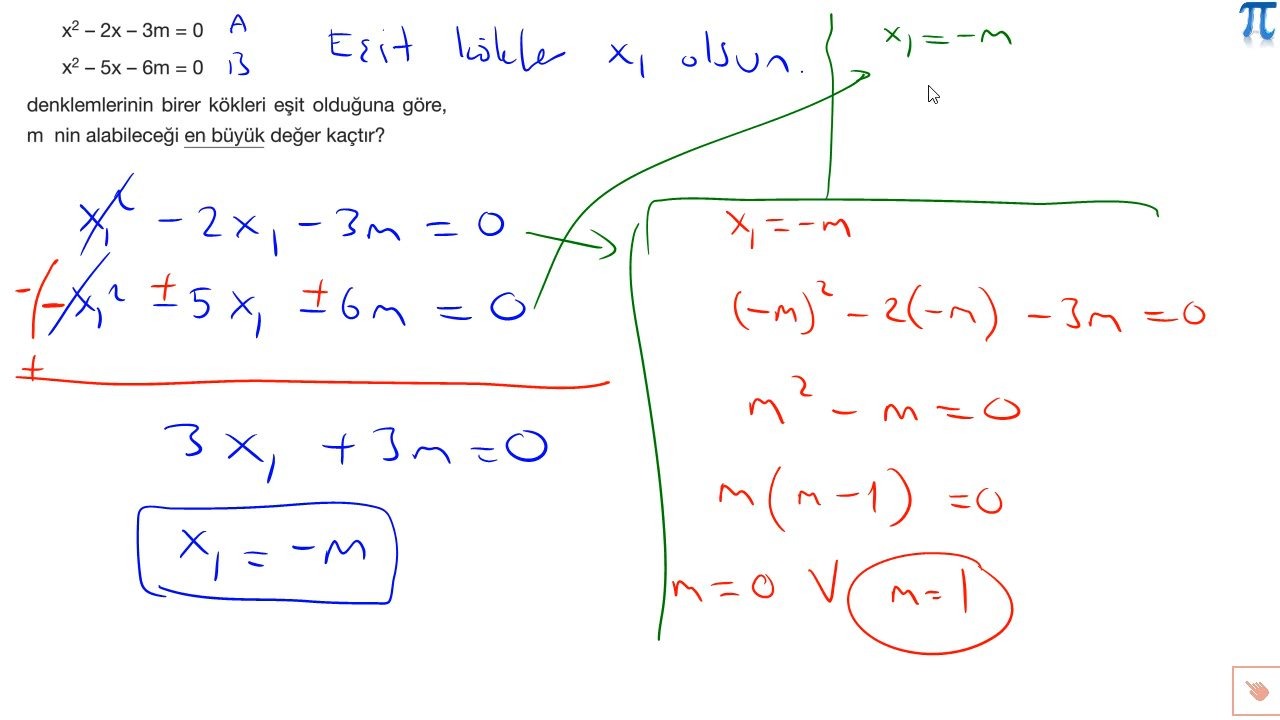 x² – 2x – 3m = 0 A
x² – 5x – 6m = 0 B
denklemlerinin birer kökleri eşit olduğuna göre,
m nin alabileceği en büyük değer kaçtır?
Eşit kökler x₁ olsun.
x₁² - 2x₁ - 3m = 0
-/-x₁² ± 5x₁ ± 6m = 0
+
3x₁ + 3m = 0
x₁ = -m
x₁ = -m
x₁ = -m
(-m)² - 2(-m) - 3m = 0
m² - m = 0
m(m-1) = 0
m = 0 V m = 1
π